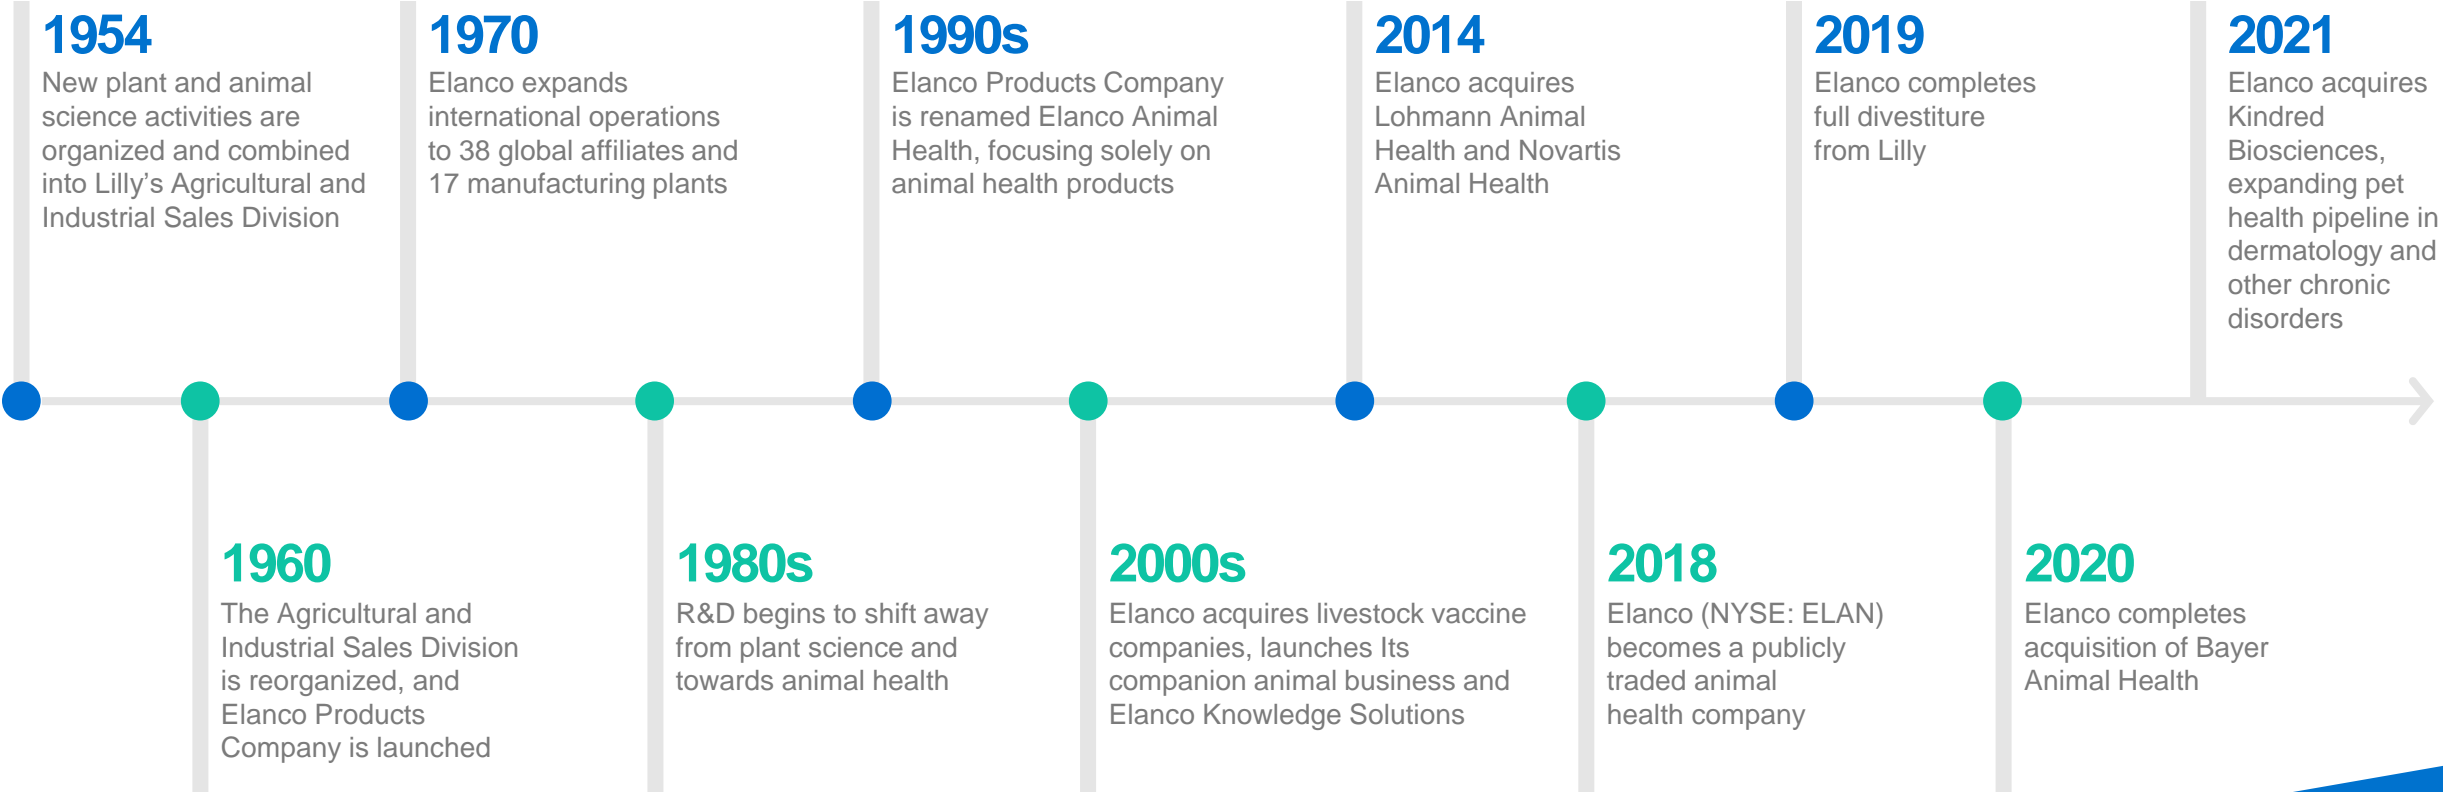 1954
New plant and animal
science activities are
organized and combined
into Lilly's Agricultural and
Industrial Sales Division
1970
Elanco expands
international operations
to 38 global affiliates and
17 manufacturing plants
1990s
Elanco Products Company
is renamed Elanco Animal
Health, focusing solely on
animal health products
2014
Elanco acquires
Lohmann Animal
Health and Novartis
Animal Health
2019
Elanco completes
full divestiture
from Lilly
2021
Elanco acquires
Kindred
Biosciences,
expanding pet
health pipeline in
dermatology and
other chronic
disorders
1960
The Agricultural and
Industrial Sales Division
is reorganized, and
Elanco Products
Company is launched
1980s
R&D begins to shift away
from plant science and
towards animal health
2000s
Elanco acquires livestock vaccine
companies, launches Its
companion animal business and
Elanco Knowledge Solutions
2018
Elanco (NYSE: ELAN)
becomes a publicly
traded animal
health company
2020
Elanco completes
acquisition of Bayer
Animal Health